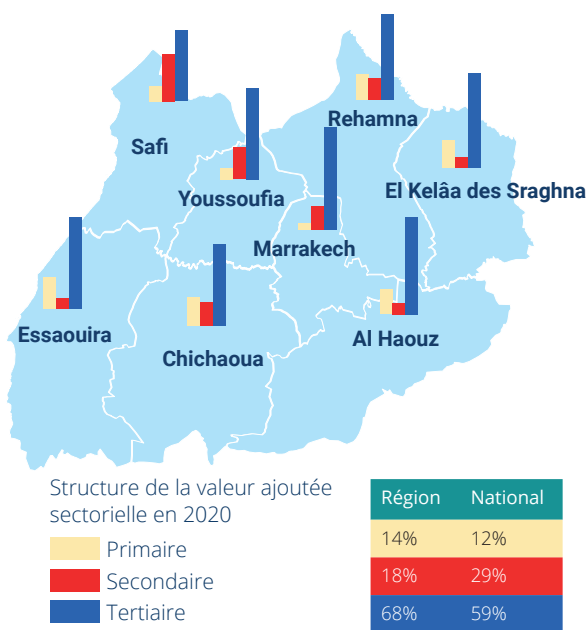 Safi
Rehamna
Youssoufia
El Kelâa des Sraghna
Marrakech
Essaouira
Chichaoua
Al Haouz
Structure de la valeur ajoutée
sectorielle en 2020
Primaire
Secondaire
Tertiaire
Région National
14% 12%
18% 29%
68% 59%